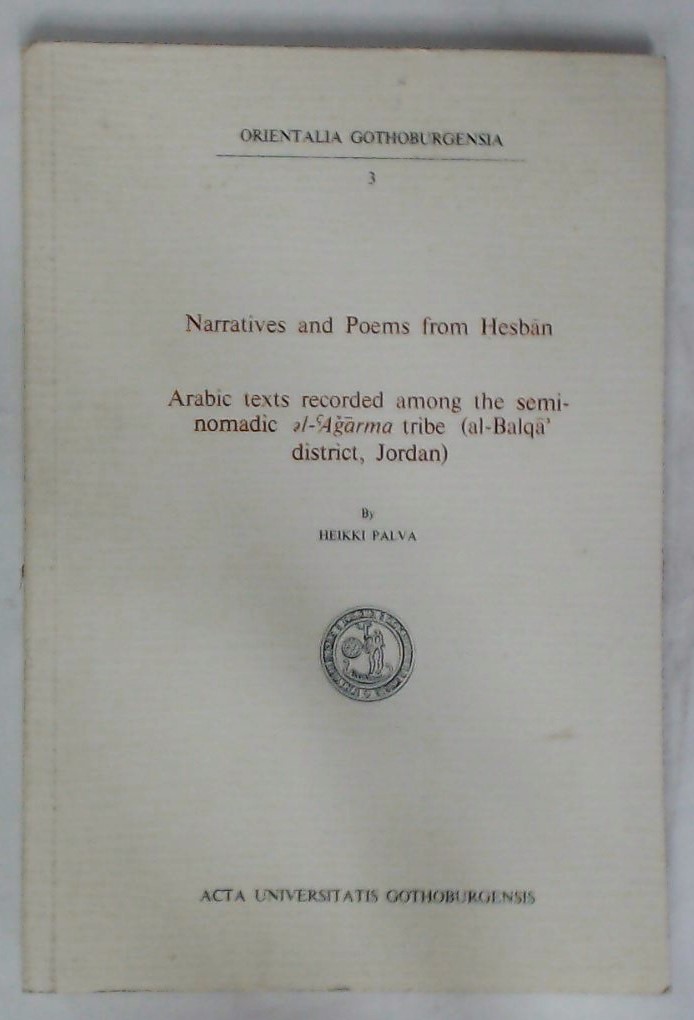 ORIENTALIA GOTHOBURGENSIA
3
Narratives and Poems from Hesbān
Arabic texts recorded among the semi-
nomadic əl-ʿAǧārma tribe (al-Balqāʾ
district, Jordan)
By
HEIKKI PALVA
ACTA UNIVERSITATIS GOTHOBURGENSIS